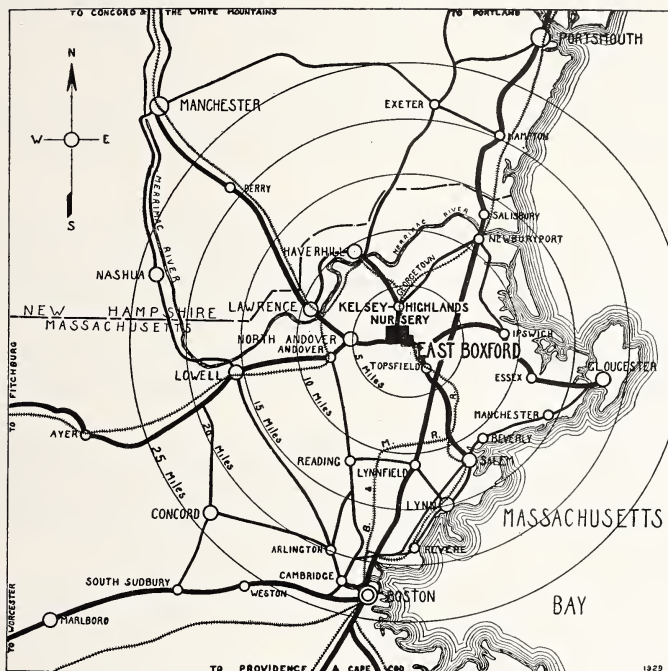 TO CONCORD & THE WHITE MOUNTAINS
TO PORTLAND
PORTSMOUTH
N
W
E
S
MANCHESTER
EXETER
HAMPTON
DERRY
MERRIMAC RIVER
SALISBURY
NEWBURYPORT
MERRIMAC RIVER
HAVERHILL
GEORGETOWN
NASHUA
LAWRENCE
KELSEY-HIGHLANDS
NURSERY
NEW HAMPSHIRE
MASSACHUSETTS
NORTH ANDOVER
ANDOVER
EAST BOXFORD
IPSWICH
TO FITCHBURG
LOWELL
5 MILES
TOPSFIELD
ESSEX
GLOUCESTER
10 MILES
15 MILES
20 MILES
25 MILES
MANCHESTER
AYER
BEVERLY
READING
LYNNFIELD
SALEM
B & M R R
LYNN
CONCORD
MASSACHUSETTS
ARLINGTON
REVERE
CAMBRIDGE
SOUTH SUDBURY
WESTON
BOSTON
BAY
TO WORCESTER
MARLBORO
TO PROVIDENCE & CAPE COD
1929